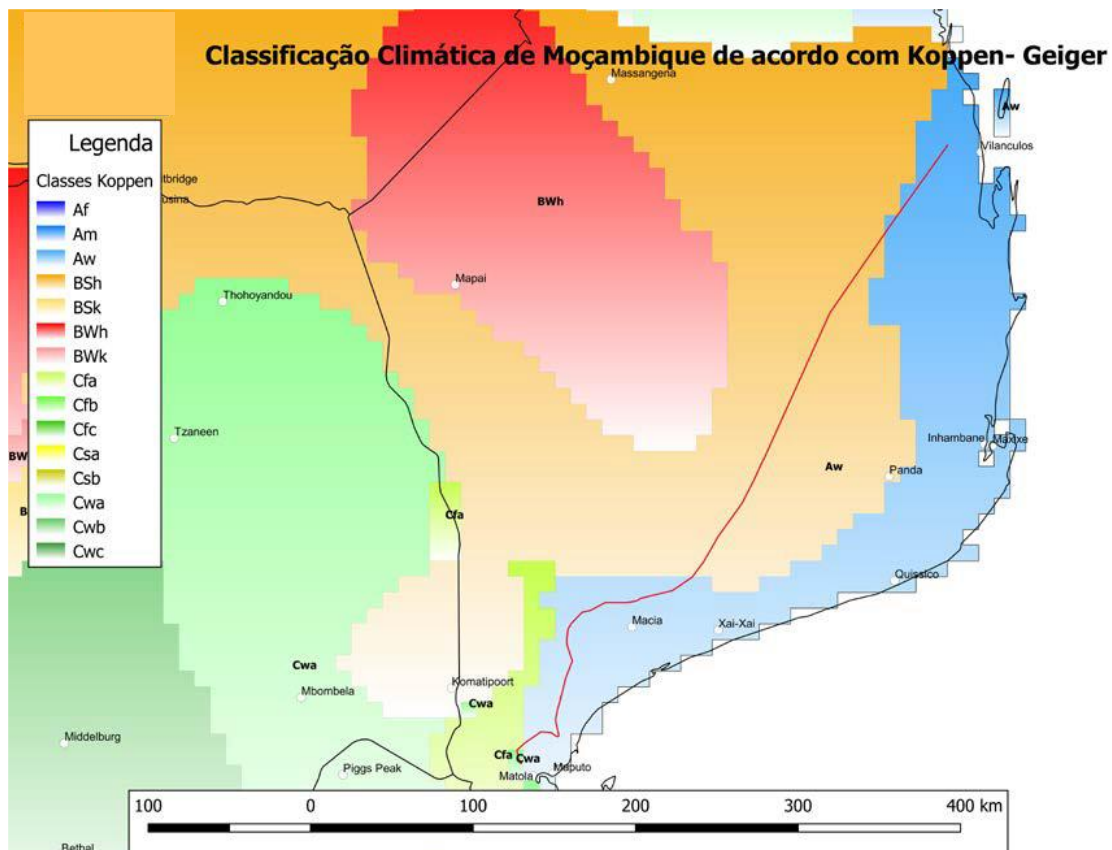 Classificação Climática de Moçambique de acordo com Koppen- Geiger
Massangena
Aw
Vilanculos
Legenda
Classes Koppen
Af
Am
Aw
BSh
BSk
BWh
BWk
Cfa
Cfb
Cfc
Csa
Csb
Cwa
Cwb
Cwc
BWh
Mapai
Thohoyandou
Tzaneen
Inhambane
Maxixe
Aw
Panda
Cfa
Quissico
Macia
Xai-Xai
Cwa
Mbombela
Komatipoort
Cwa
Middelburg
Cfa
Cwa
Matola
Maputo
Piggs Peak
100 0 100 200 300 400 km
Bethal